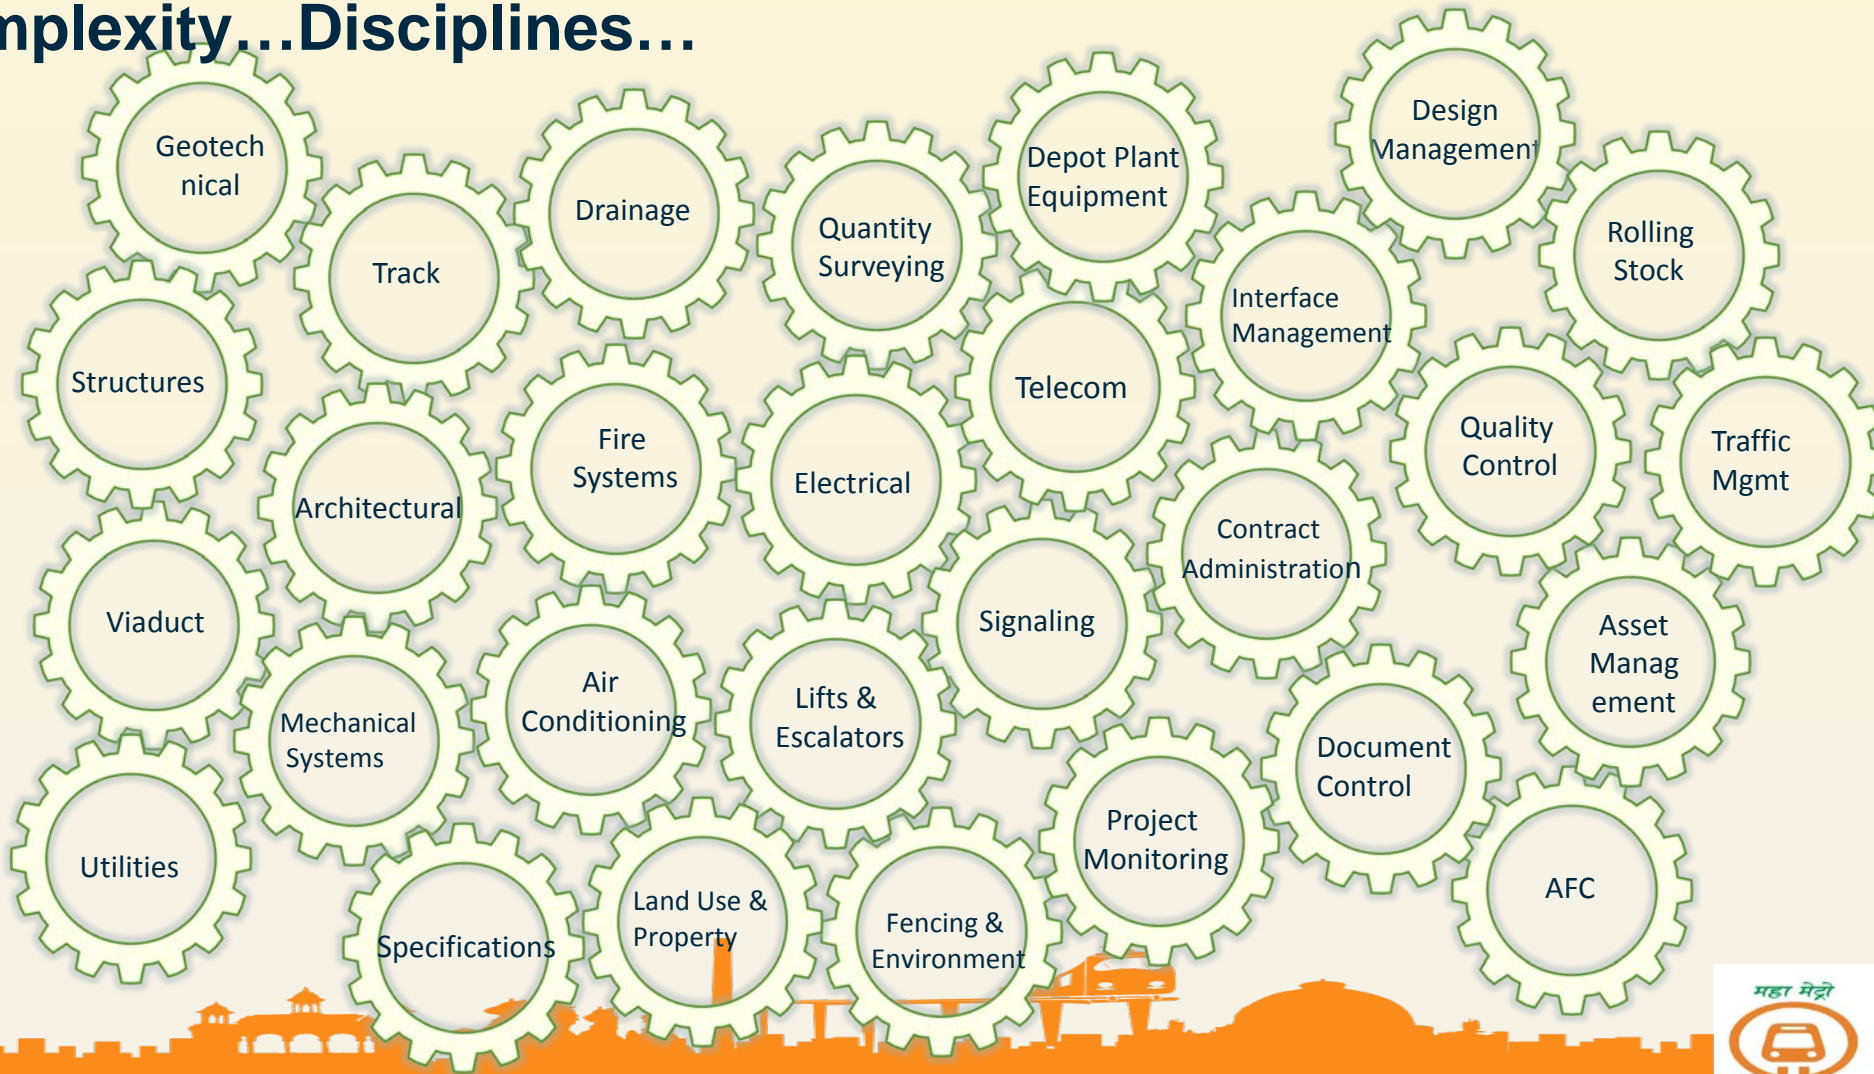 mplexity…Disciplines…
Geotech
nical
Track
Drainage
Quantity
Surveying
Depot Plant
Equipment
Design
Management
Rolling
Stock
Interface
Management
Structures
Architectural
Fire
Systems
Electrical
Telecom
Quality
Control
Traffic
Mgmt
Contract
Administration
Viaduct
Mechanical
Systems
Air
Conditioning
Lifts &
Escalators
Signaling
Asset
Manag
ement
Document
Control
Utilities
Specifications
Land Use &
Property
Fencing &
Environment
Project
Monitoring
AFC
महा मेट्रो